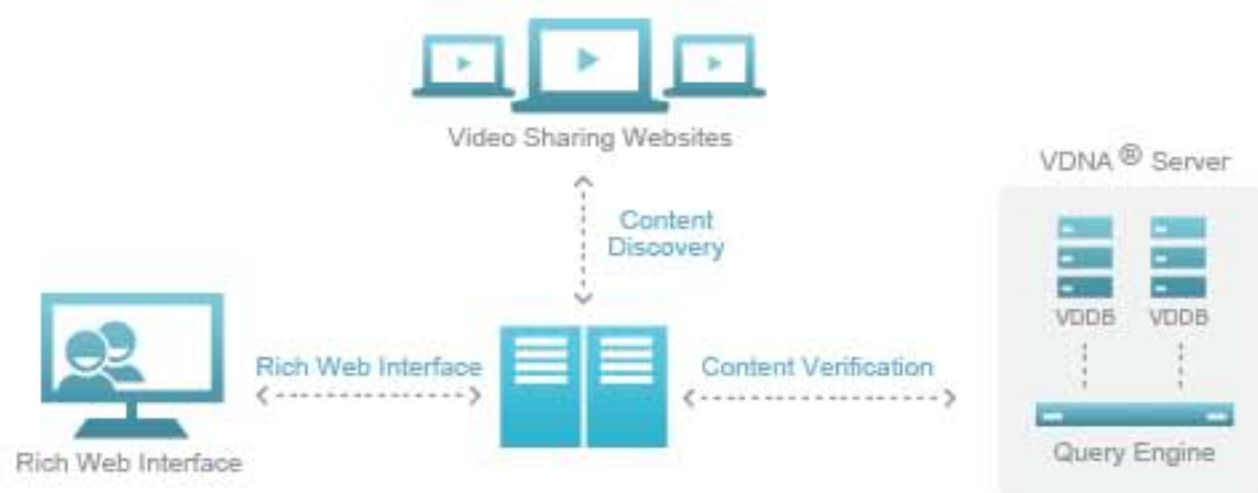 Video Sharing Websites
VDNA ® Server
Content
Discovery
VDDB VDDB
Rich Web Interface
Content Verification
Query Engine
Rich Web Interface